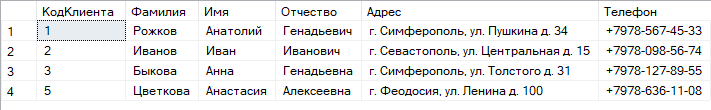 КодКлиента Фамилия Имя Отчество Адрес Телефон
1 1 Рожков Анатолий Генадьевич г. Симферополь, ул. Пушкина д. 34 +7978-567-45-33
2 2 Иванов Иван Иванович г. Севастополь, ул. Центральная д. 15 +7978-098-56-74
3 3 Быкова Анна Генадьевна г. Симферополь, ул. Толстого д. 31 +7978-127-89-55
4 5 Цветкова Анастасия Алексеевна г. Феодосия, ул. Ленина д. 100 +7978-636-11-08